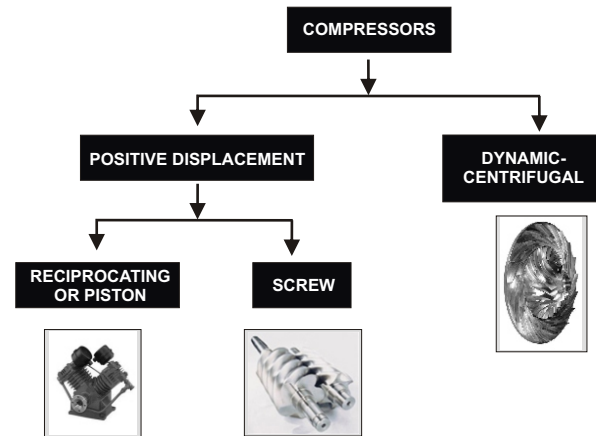 COMPRESSORS
POSITIVE DISPLACEMENT
DYNAMIC-
CENTRIFUGAL
RECIPROCATING
OR PISTON
SCREW